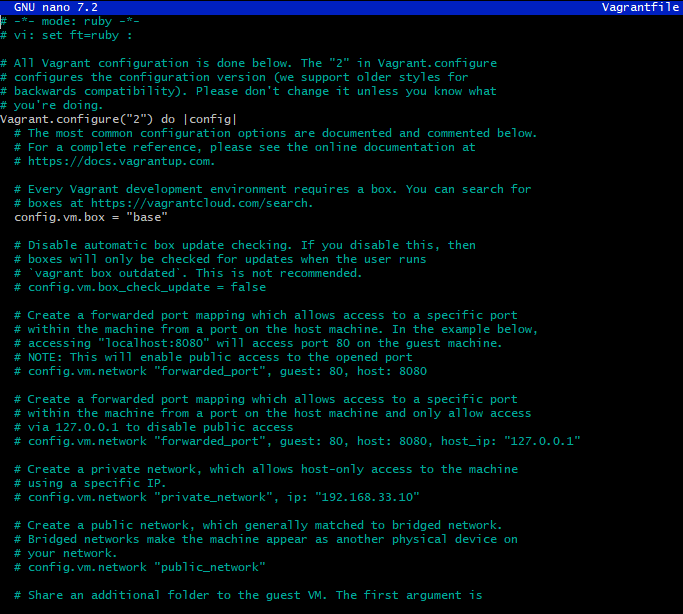 GNU nano 7.2 Vagrantfile
# -*- mode: ruby -*-
# vi: set ft=ruby :
# All Vagrant configuration is done below. The "2" in Vagrant.configure
# configures the configuration version (we support older styles for
# backwards compatibility). Please don't change it unless you know what
# you're doing.
Vagrant.configure("2") do |config|
# The most common configuration options are documented and commented below.
# For a complete reference, please see the online documentation at
# https://docs.vagrantup.com.
# Every Vagrant development environment requires a box. You can search for
# boxes at https://vagrantcloud.com/search.
config.vm.box = "base"
# Disable automatic box update checking. If you disable this, then
# boxes will only be checked for updates when the user runs
# `vagrant box outdated`. This is not recommended.
# config.vm.box_check_update = false
# Create a forwarded port mapping which allows access to a specific port
# within the machine from a port on the host machine. In the example below,
# accessing "localhost:8080" will access port 80 on the guest machine.
# NOTE: This will enable public access to the opened port
# config.vm.network "forwarded_port", guest: 80, host: 8080
# Create a forwarded port mapping which allows access to a specific port
# within the machine from a port on the host machine and only allow access
# via 127.0.0.1 to disable public access
# config.vm.network "forwarded_port", guest: 80, host: 8080, host_ip: "127.0.0.1"
# Create a private network, which allows host-only access to the machine
# using a specific IP.
# config.vm.network "private_network", ip: "192.168.33.10"
# Create a public network, which generally matched to bridged network.
# Bridged networks make the machine appear as another physical device on
# your network.
# config.vm.network "public_network"
# Share an additional folder to the guest VM. The first argument is